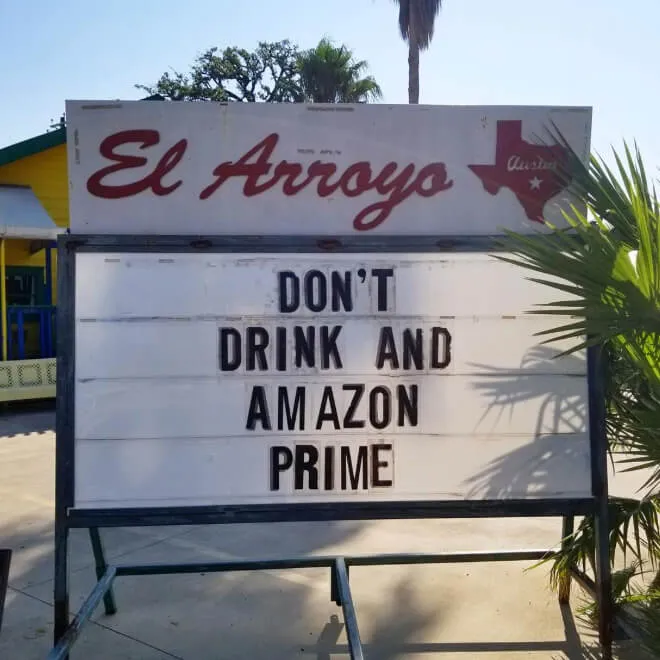 El Arroyo
Austin
DON'T
DRINK AND
AMAZON
PRIME